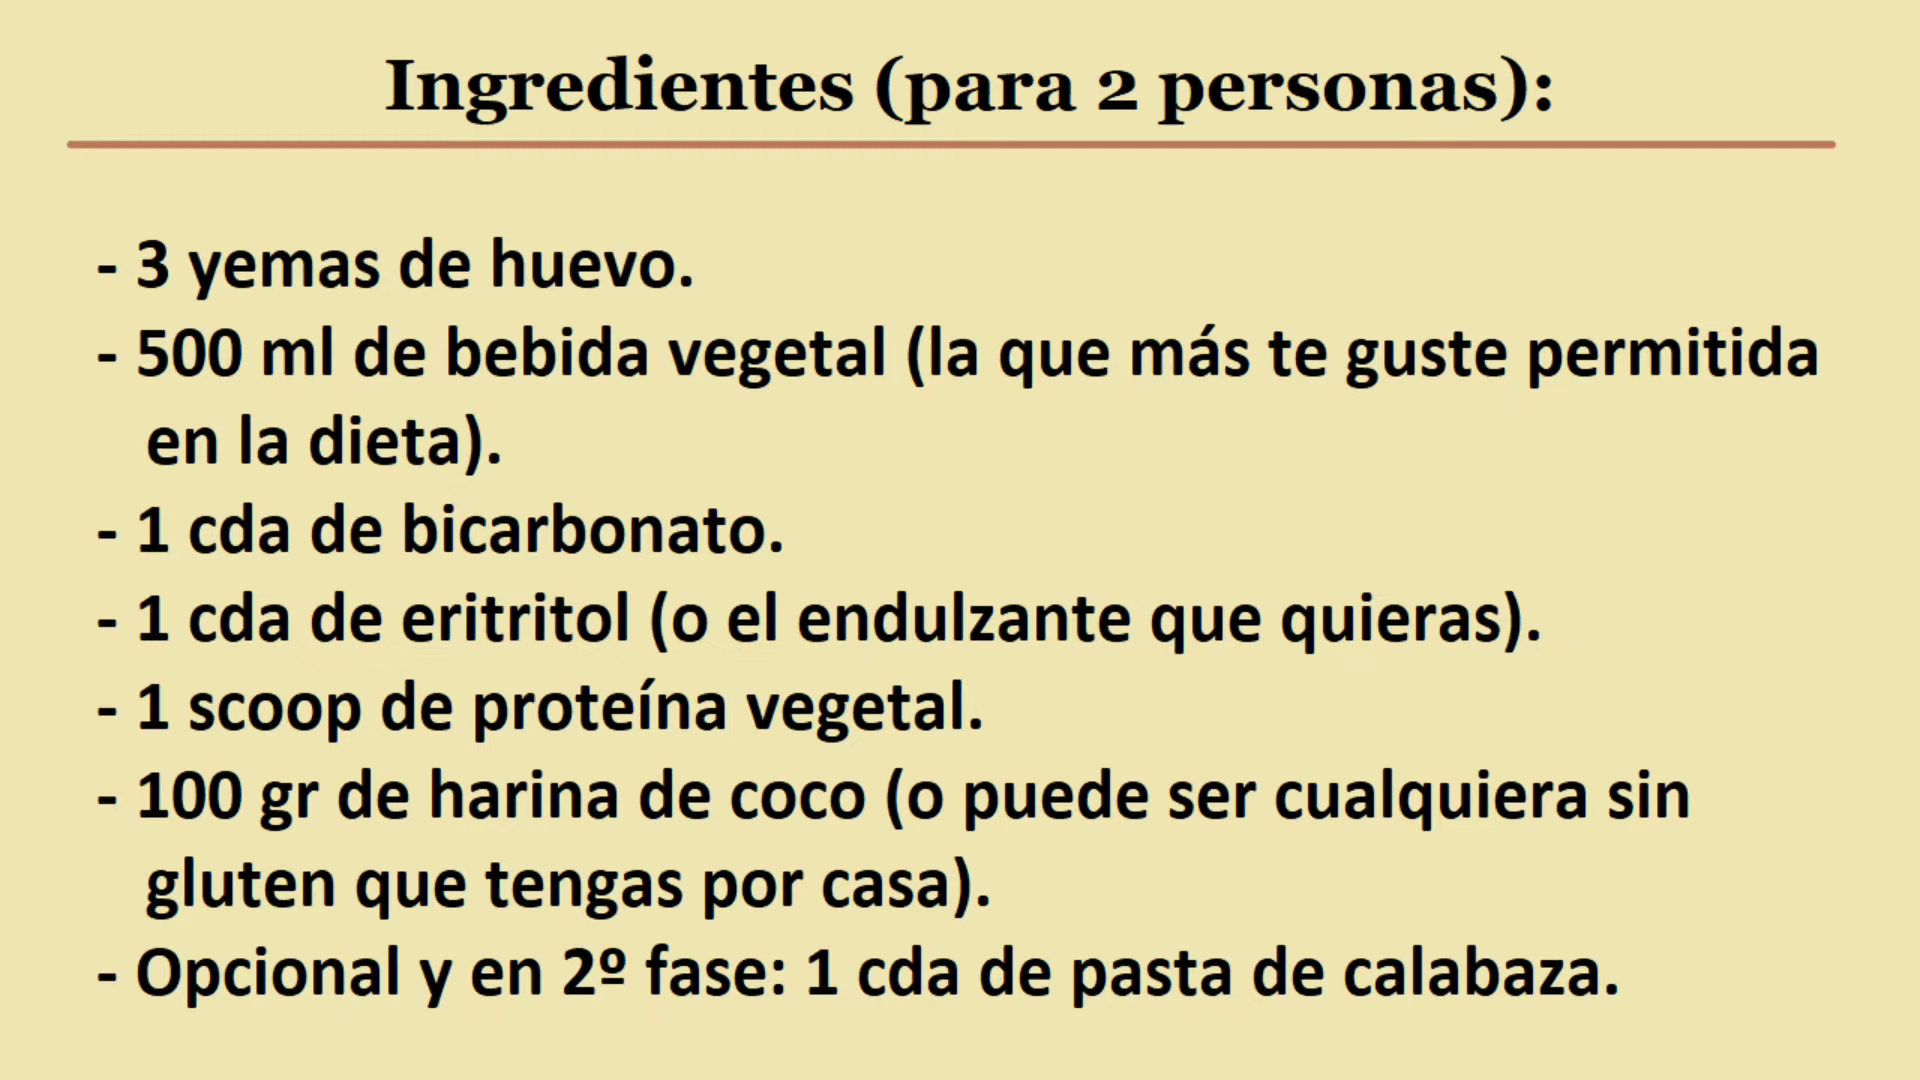 Ingredientes (para 2 personas):
- 3 yemas de huevo.
- 500 ml de bebida vegetal (la que más te guste permitida
en la dieta).
- 1 cda de bicarbonato.
- 1 cda de eritritol (o el endulzante que quieras).
- 1 scoop de proteína vegetal.
- 100 gr de harina de coco (o puede ser cualquiera sin
gluten que tengas por casa).
- Opcional y en 2º fase: 1 cda de pasta de calabaza.